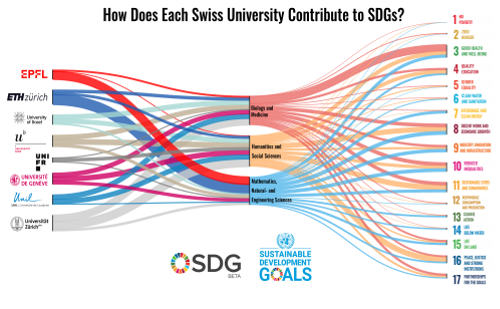 How Does Each Swiss University Contribute to SDGs?
EPFL
ETH zürich
University
of Basel
u b
UNI
FR
UNIVERSITÉ
DE GENÈVE
Unil
Universität
Zürich
Biology and
Medicine
Humanities and
Social Sciences
Mathematics,
Natural- and
Engineering Sciences
1 NO
POVERTY
2 ZERO
HUNGER
3 GOOD HEALTH
AND WELL-BEING
4 QUALITY
EDUCATION
5 GENDER
EQUALITY
6 CLEAN WATER
AND SANITATION
7 AFFORDABLE AND
CLEAN ENERGY
8 DECENT WORK AND
ECONOMIC GROWTH
9 INDUSTRY, INNOVATION
AND INFRASTRUCTURE
10 REDUCED
INEQUALITIES
11 SUSTAINABLE CITIES
AND COMMUNITIES
12 RESPONSIBLE
CONSUMPTION
AND PRODUCTION
13 CLIMATE
ACTION
14 LIFE
BELOW WATER
15 LIFE
ON LAND
16 PEACE, JUSTICE
AND STRONG
INSTITUTIONS
17 PARTNERSHIPS
FOR THE GOALS
SDG
BETA
SUSTAINABLE
DEVELOPMENT
GOALS